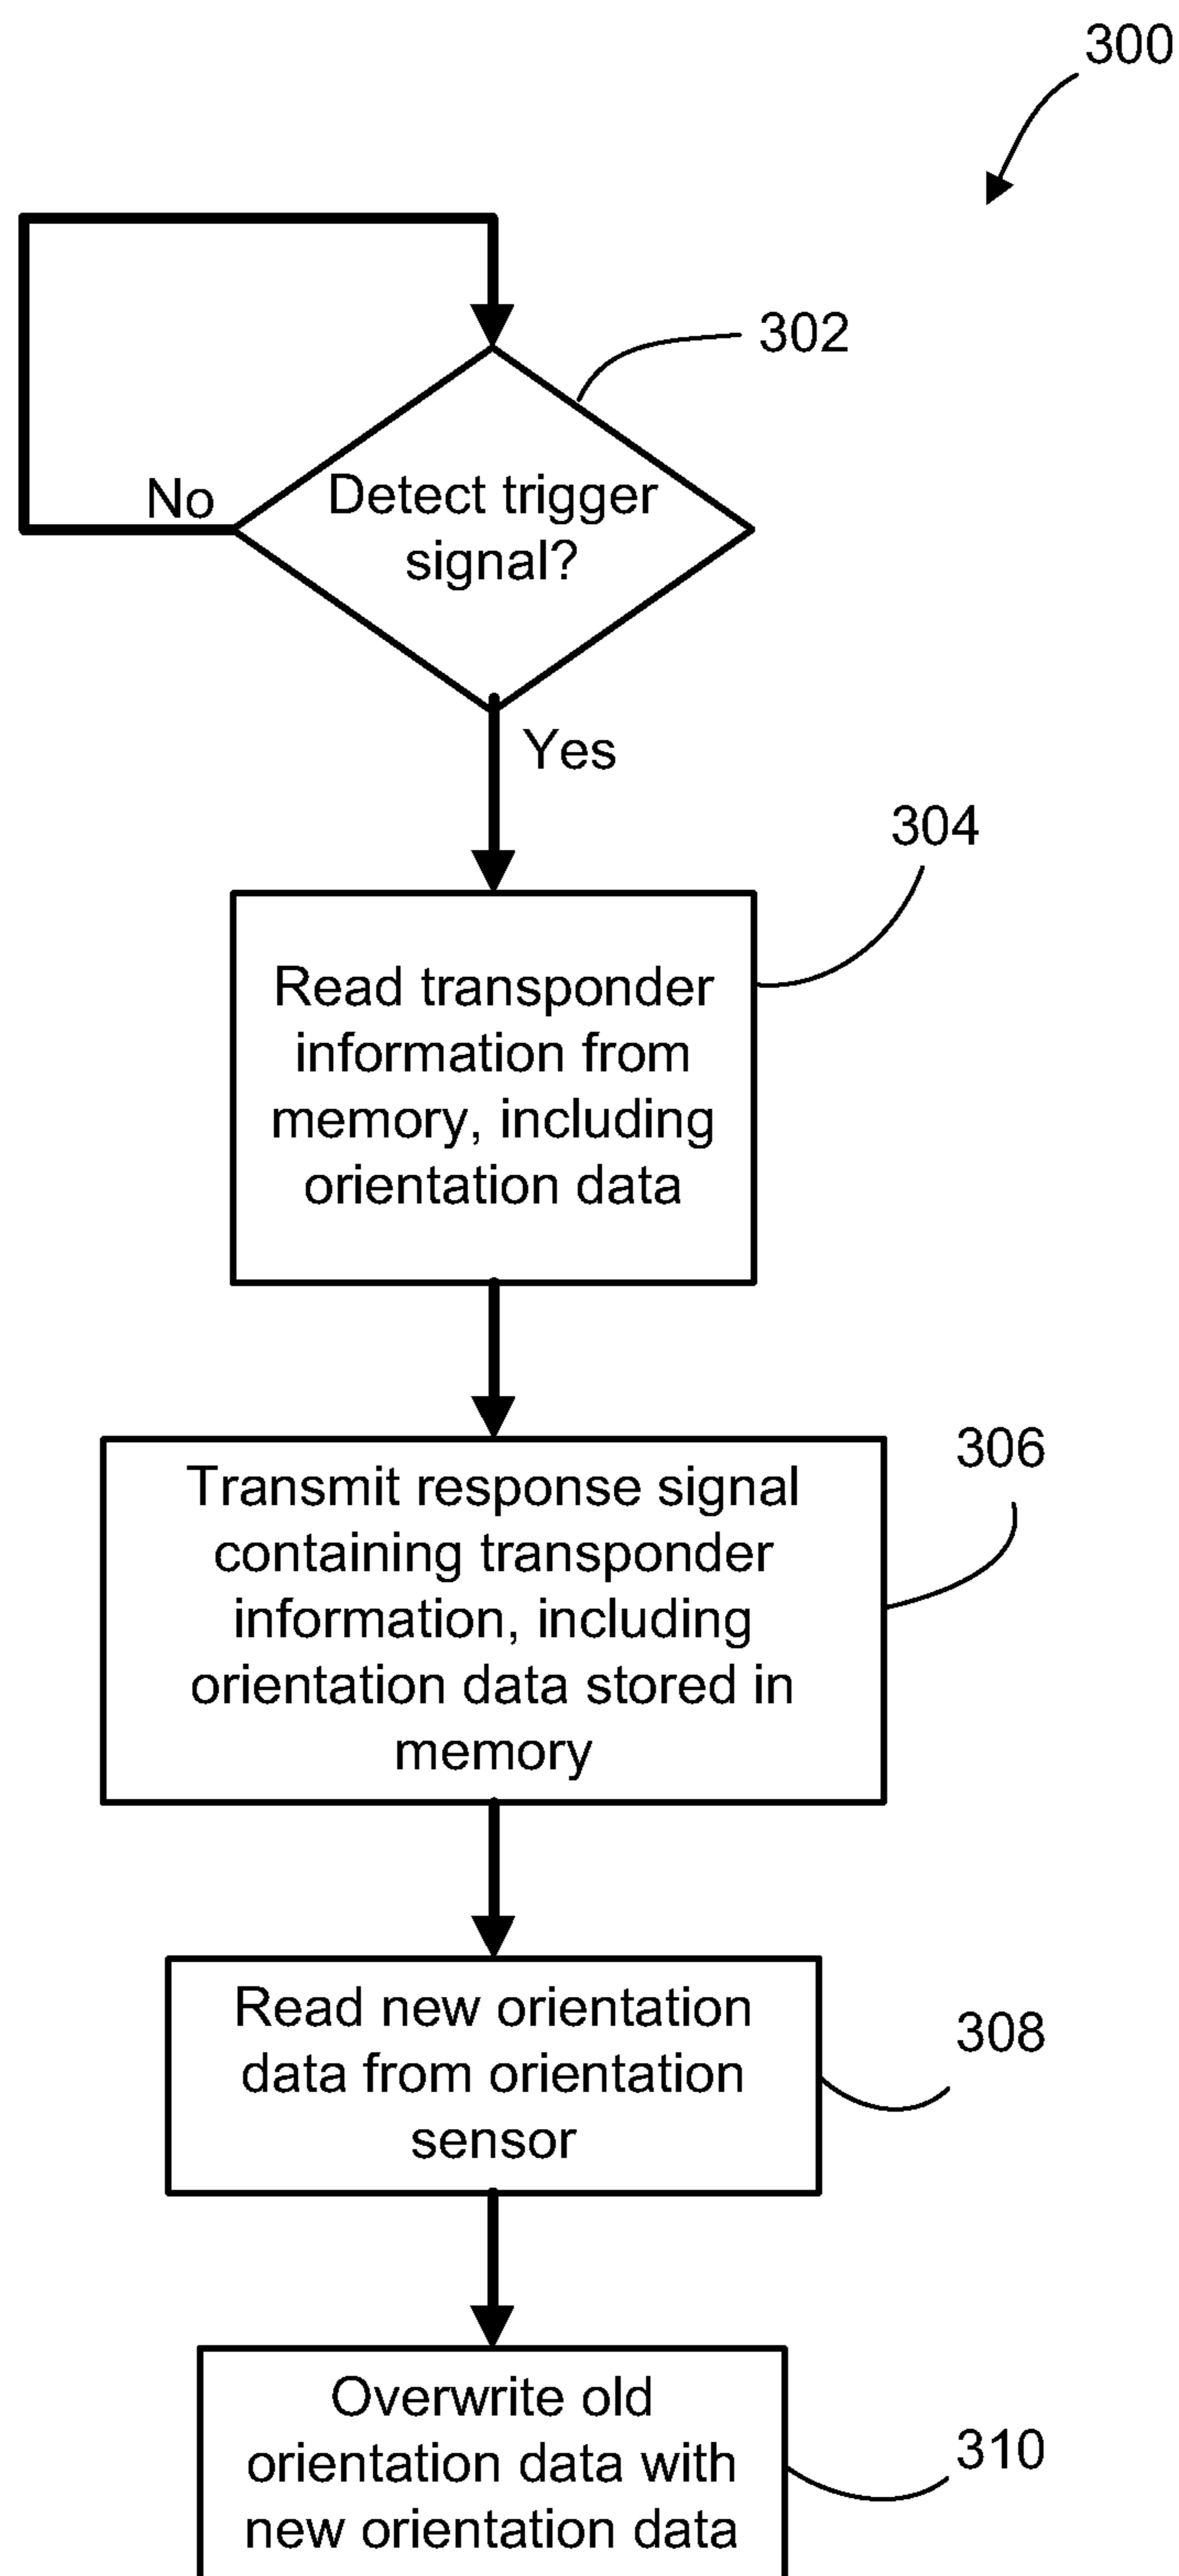 300
302
Detect trigger
signal?
No
Yes
304
Read transponder
information from
memory, including
orientation data
306
Transmit response signal
containing transponder
information, including
orientation data stored in
memory
Read new orientation
data from orientation
sensor
308
Overwrite old
orientation data with
new orientation data
310